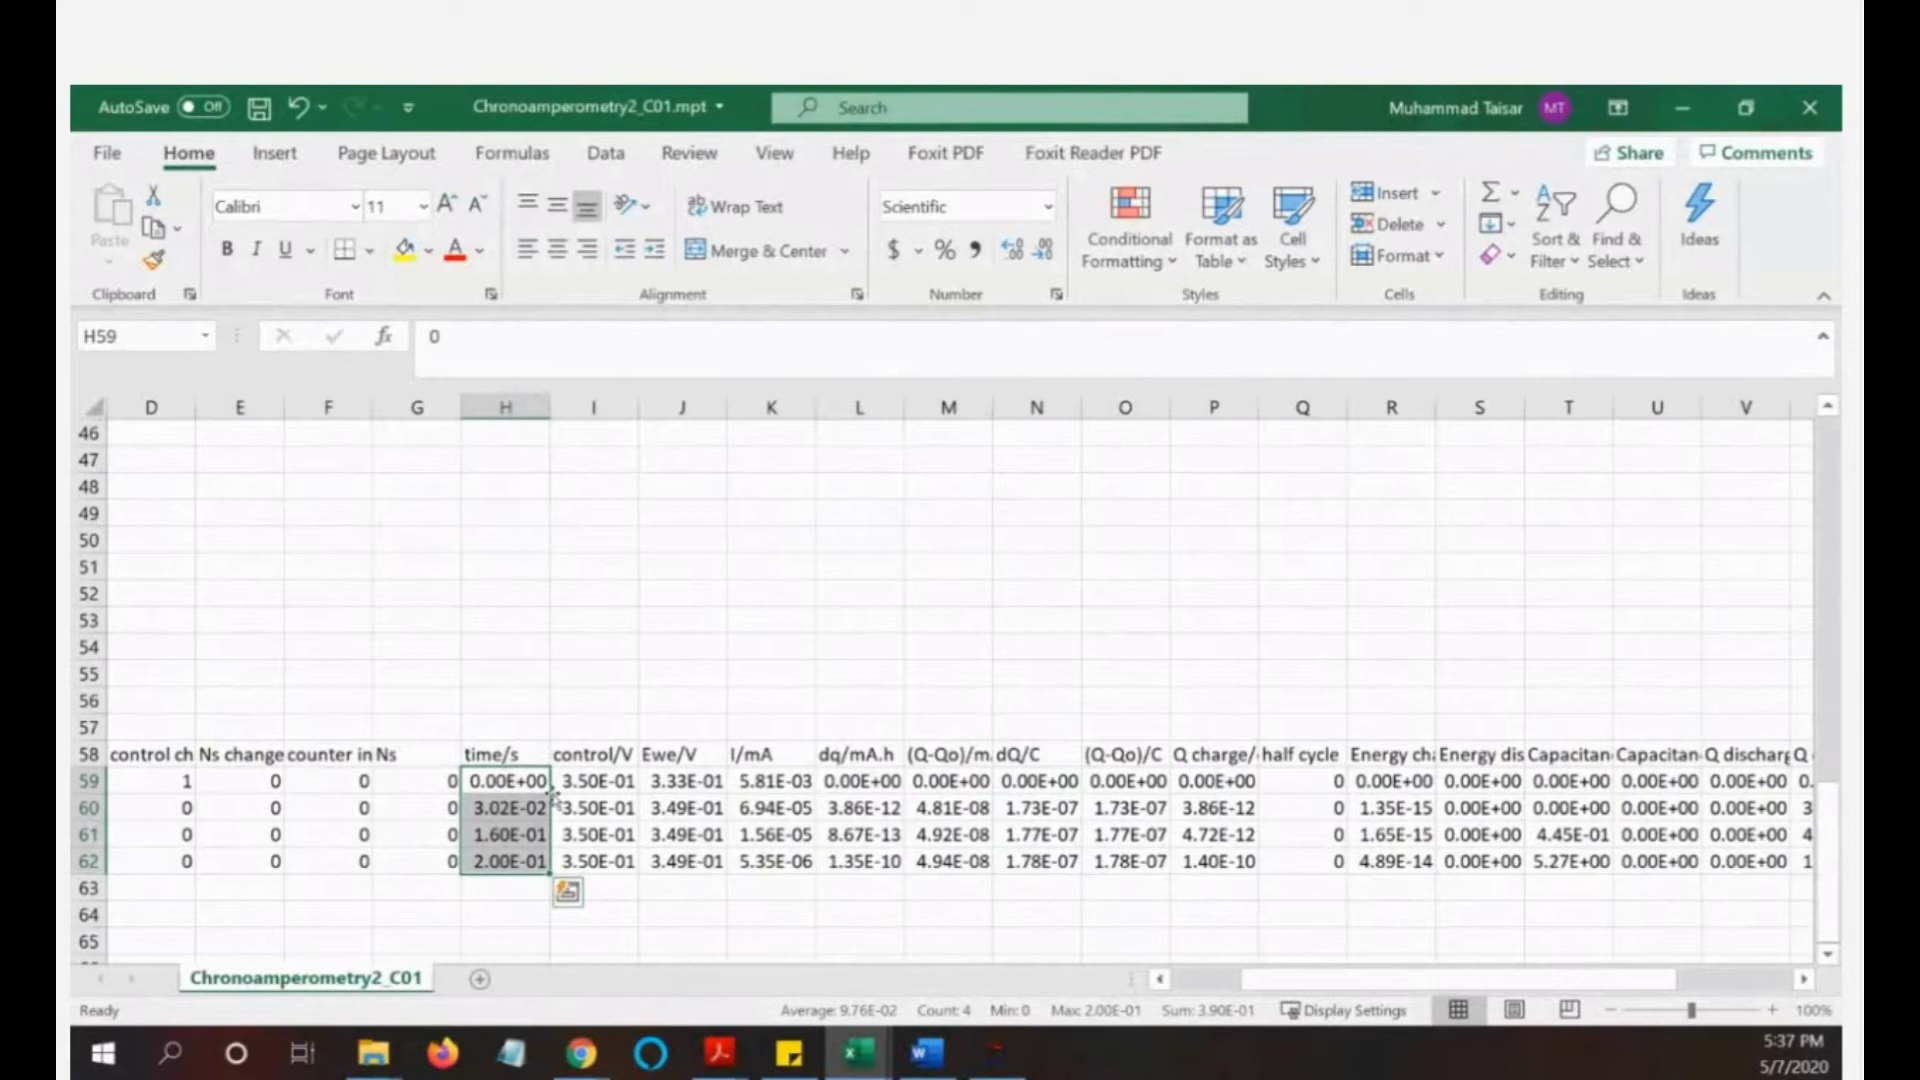 AutoSave Off Chronoamperometry2_C01.mpt Search Muhammad Taisar MT
File Home Insert Page Layout Formulas Data Review View Help Foxit PDF Foxit Reader PDF Share Comments
Paste Calibri 11 Wrap Text Scientific Insert
B I U A Merge & Center $ % Conditional Formatting Format as Table Cell Styles Delete Format Sort & Filter Find & Select Ideas
Clipboard Font Alignment Number Styles Cells Editing Ideas
H59 fx 0
D E F G H I J K L M N O P Q R S T U V
46
47
48
49
50
51
52
53
54
55
56
57
58 control ch Ns change counter in Ns time/s control/V Ewe/V I/mA dq/mA.h (Q-Qo)/m. dQ/C (Q-Qo)/C Q charge/ half cycle Energy cha Energy dis Capacitan Capacitan Q discharg Q
59 1 0 0 0 0.00E+00 3.50E-01 3.33E-01 5.81E-03 0.00E+00 0.00E+00 0.00E+00 0.00E+00 0.00E+00 0 0.00E+00 0.00E+00 0.00E+00 0.00E+00 0.00E+00 0.
60 0 0 0 0 3.02E-02 3.50E-01 3.49E-01 6.94E-05 3.86E-12 4.81E-08 1.73E-07 1.73E-07 3.86E-12 0 1.35E-15 0.00E+00 0.00E+00 0.00E+00 0.00E+00 3
61 0 0 0 0 1.60E-01 3.50E-01 3.49E-01 1.56E-05 8.67E-13 4.92E-08 1.77E-07 1.77E-07 4.72E-12 0 1.65E-15 0.00E+00 4.45E-01 0.00E+00 0.00E+00 4
62 0 0 0 0 2.00E-01 3.50E-01 3.49E-01 5.35E-06 1.35E-10 4.94E-08 1.78E-07 1.78E-07 1.40E-10 0 4.89E-14 0.00E+00 5.27E+00 0.00E+00 0.00E+00 1
63
64
65
Chronoamperometry2_C01
Ready Average: 9.76E-02 Count: 4 Min: 0 Max: 2.00E-01 Sum: 3.90E-01 Display Settings 100%
5:37 PM
5/7/2020